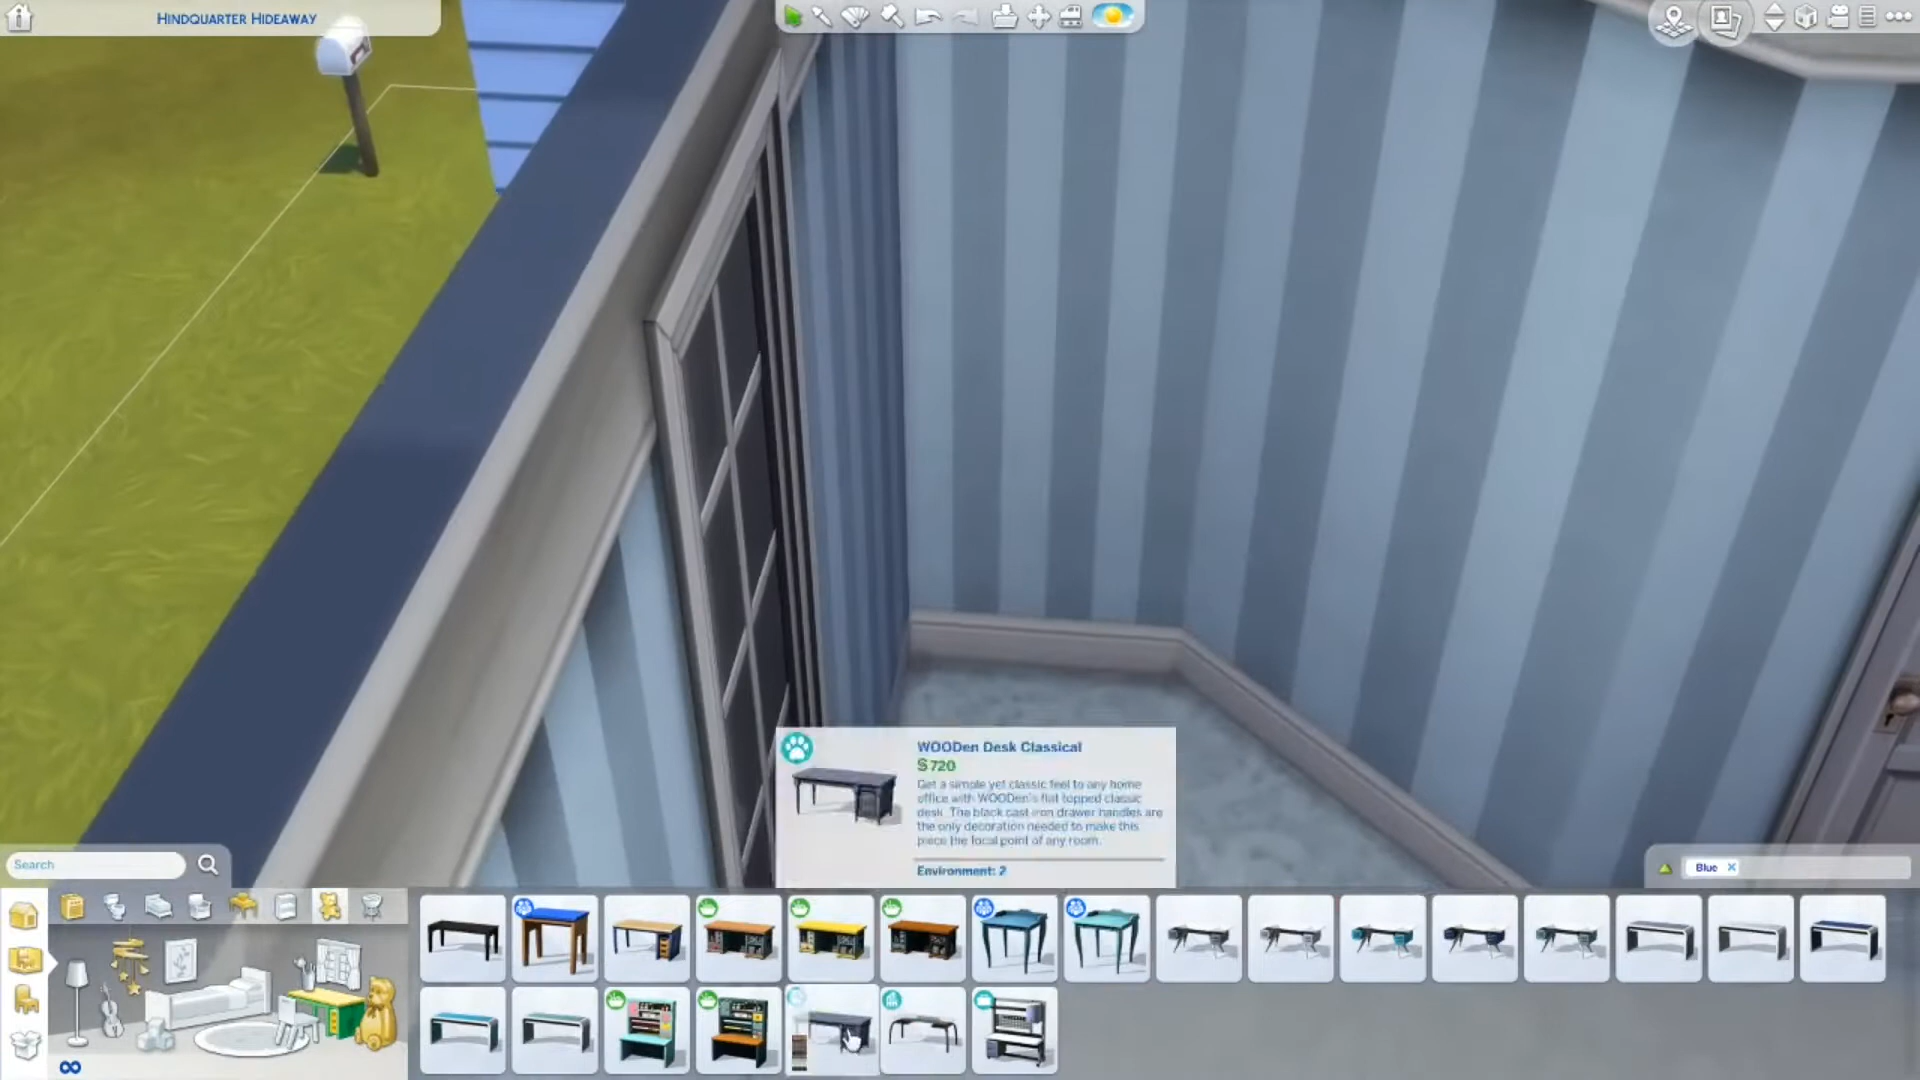 HINDQUARTER HIDEAWAY
WOODen Desk Classical
§720
Get a simple yet classic feel to any home
office with WOODen's flat topped classic
desk. The black cast-iron drawer handles are
the only decoration needed to make this
piece the focal point of any room.
Environment: 2
Search
Blue